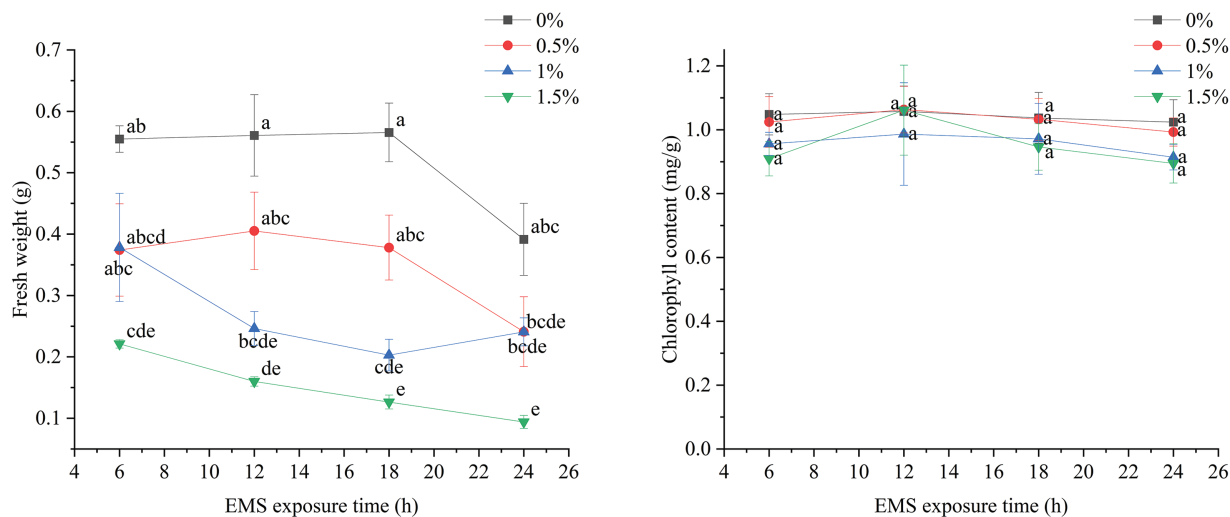 0%
0.5%
1%
1.5%
0.7
0.6
0.5
0.4
0.3
0.2
0.1
Fresh weight (g)
ab
a
a
abc
abcd
abc
abc
abc
bcde
bcde
cde
bcde
cde
de
e
e
4 6 8 10 12 14 16 18 20 22 24 26
EMS exposure time (h)
0%
0.5%
1%
1.5%
1.2
1.0
0.8
0.6
0.4
0.2
0.0
Chlorophyll content (mg/g)
a a a a
a a a a
a a a a
a a a a
4 6 8 10 12 14 16 18 20 22 24 26
EMS exposure time (h)